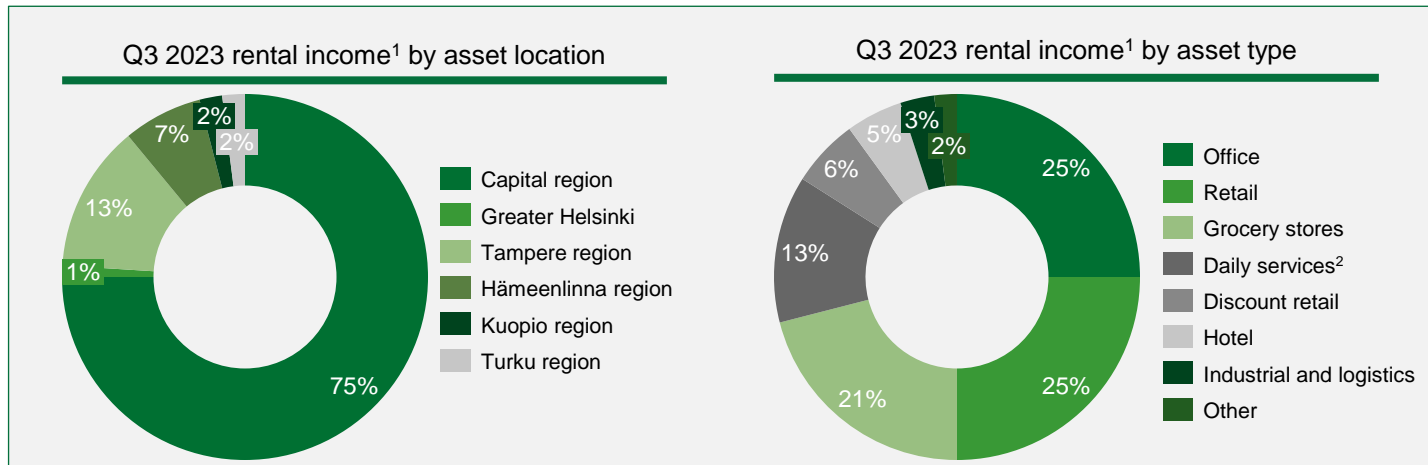 Q3 2023 rental income¹ by asset location
2%
2%
7%
13%
1%
75%
Capital region
Greater Helsinki
Tampere region
Hämeenlinna region
Kuopio region
Turku region
Q3 2023 rental income¹ by asset type
3%
2%
5%
6%
25%
13%
21%
25%
Office
Retail
Grocery stores
Daily services²
Discount retail
Hotel
Industrial and logistics
Other